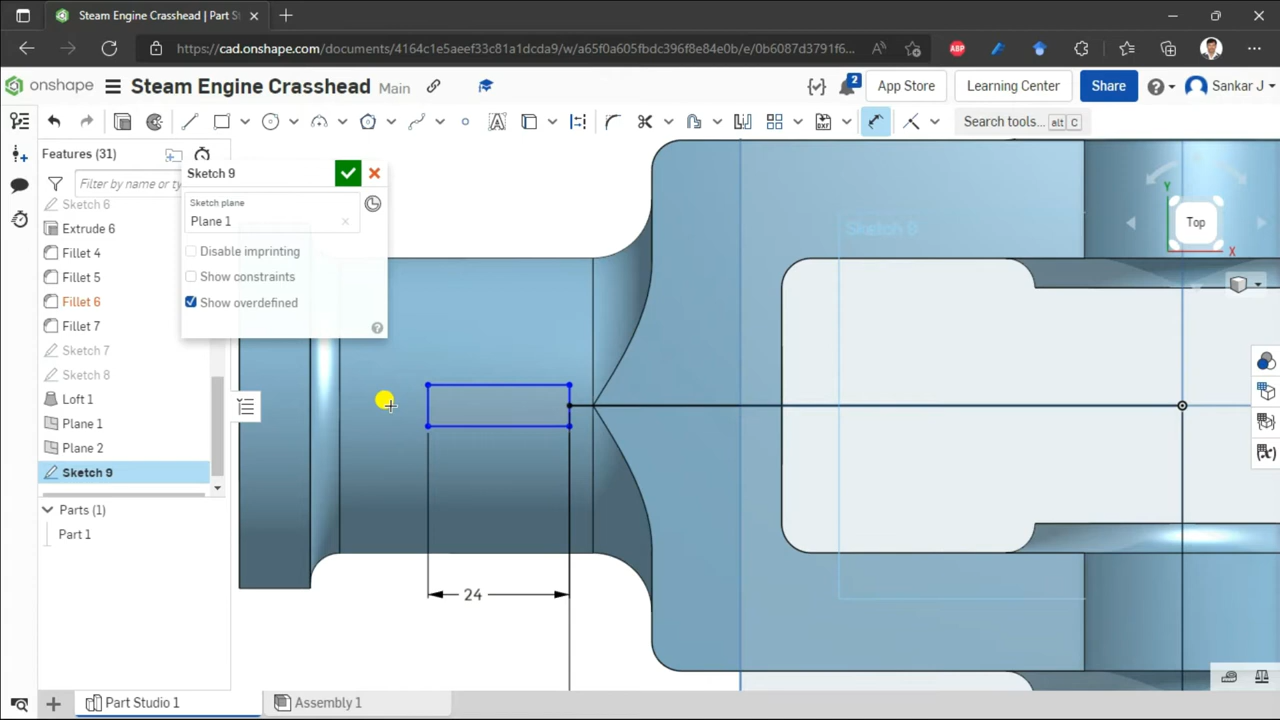 Steam Engine Crasshead | Part S
https://cad.onshape.com/documents/4164c1e5aeef33c81a1dcda9/w/a65f0a605fbdc396f8e84e0b/e/0b6087d3791f6...
ABP
onshape
Steam Engine Crasshead Main
2
App Store
Learning Center
Share
Sankar J
Search tools... alt C
Features (31)
Filter by name or ty
Sketch 6
Extrude 6
Fillet 4
Fillet 5
Fillet 6
Fillet 7
Sketch 7
Sketch 8
Loft 1
Plane 1
Plane 2
Sketch 9
Parts (1)
Part 1
Sketch 9
Sketch plane
Plane 1
Disable imprinting
Show constraints
Show overdefined
Sketch 9
24
Y
Top
X
Part Studio 1
Assembly 1